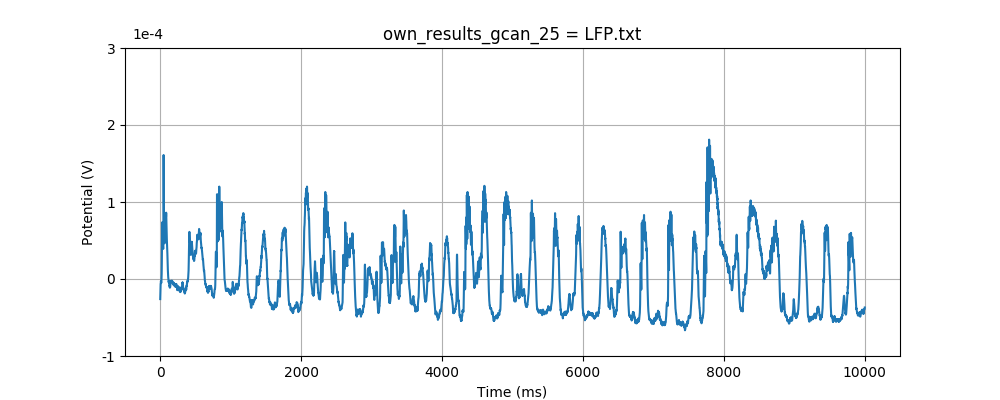 own_results_gcan_25 = LFP.txt
1e-4
3
2
1
0
-1
Potential (V)
0
2000
4000
6000
8000
10000
Time (ms)